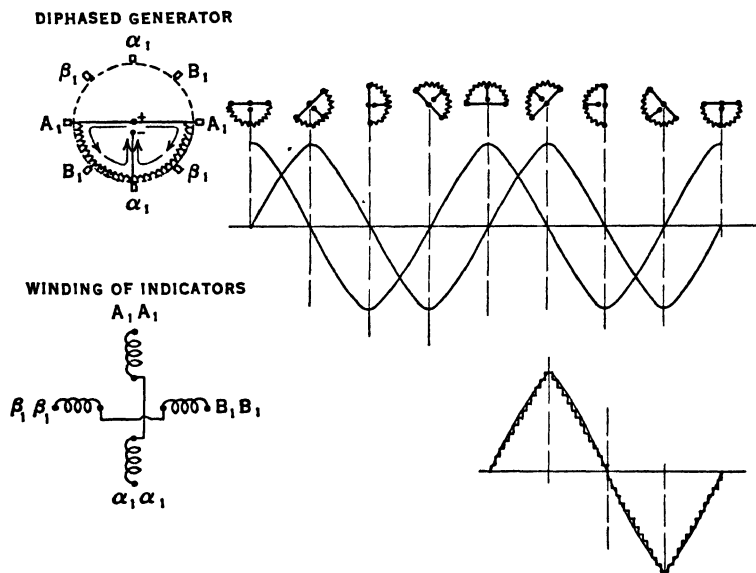 DIPHASED GENERATOR
α₁
β₁ B₁
A₁ + A₁
−
B₁ β₁
α₁
WINDING OF INDICATORS
A₁ A₁
β₁ β₁ B₁ B₁
α₁ α₁